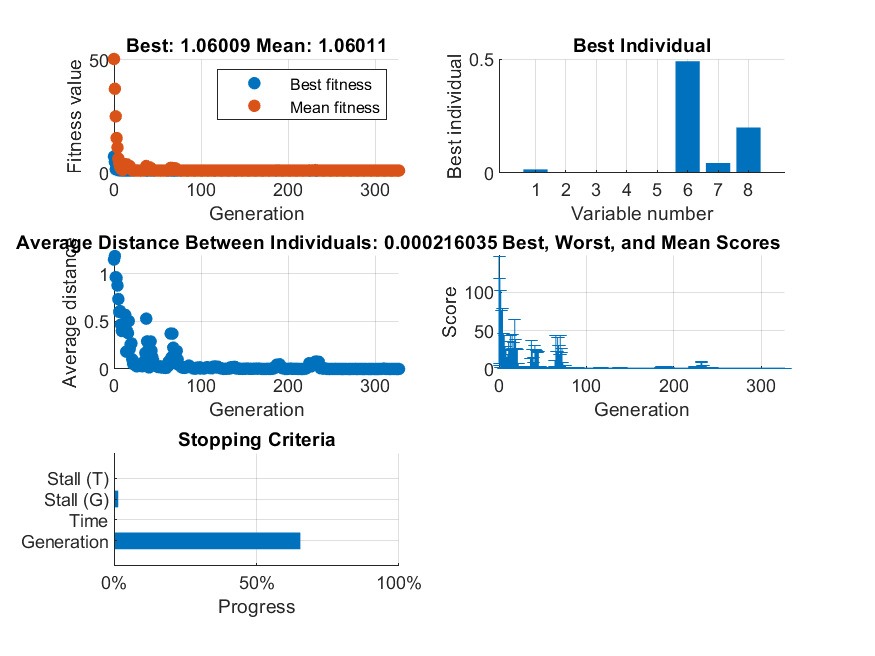 Best: 1.06009 Mean: 1.06011
Fitness value
50
0
Best fitness
Mean fitness
0 100 200 300
Generation
Best Individual
Best individual
0.5
0
1 2 3 4 5 6 7 8
Variable number
Average Distance Between Individuals: 0.000216035
Average distance
1
0.5
0
0 100 200 300
Generation
Best, Worst, and Mean Scores
Score
100
50
0
0 100 200 300
Generation
Stopping Criteria
Stall (T)
Stall (G)
Time
Generation
0% 50% 100%
Progress